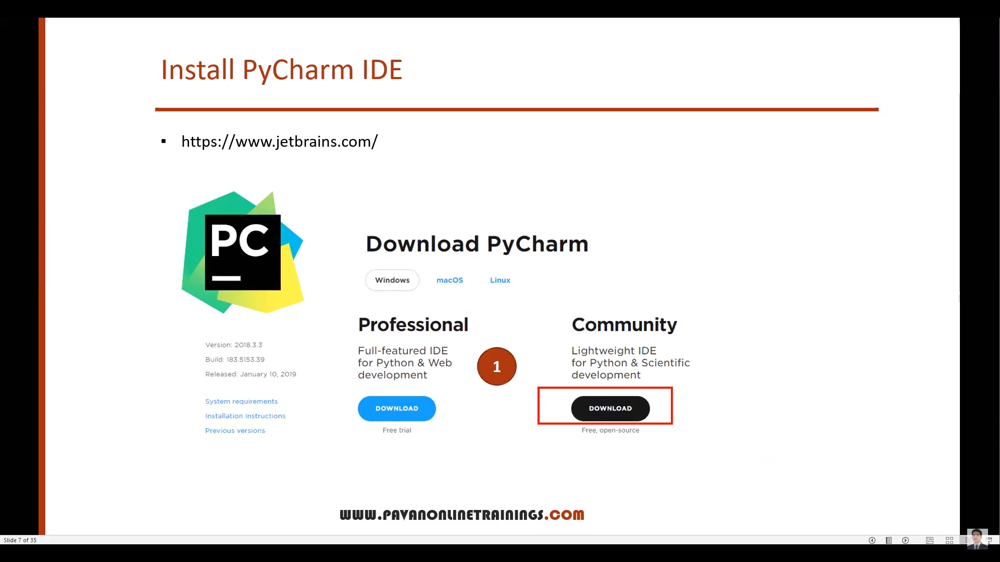 Install PyCharm IDE
▪ https://www.jetbrains.com/
PC
Download PyCharm
Windows macOS Linux
Professional
Full-featured IDE
for Python & Web
development
DOWNLOAD
Free trial
1
Community
Lightweight IDE
for Python & Scientific
development
DOWNLOAD
Free, open-source
Version: 2018.3.3
Build: 183.5153.39
Released: January 10, 2019
System requirements
Installation Instructions
Previous versions
WWW.PAVANONLINETRAININGS.COM
Slide 7 of 35